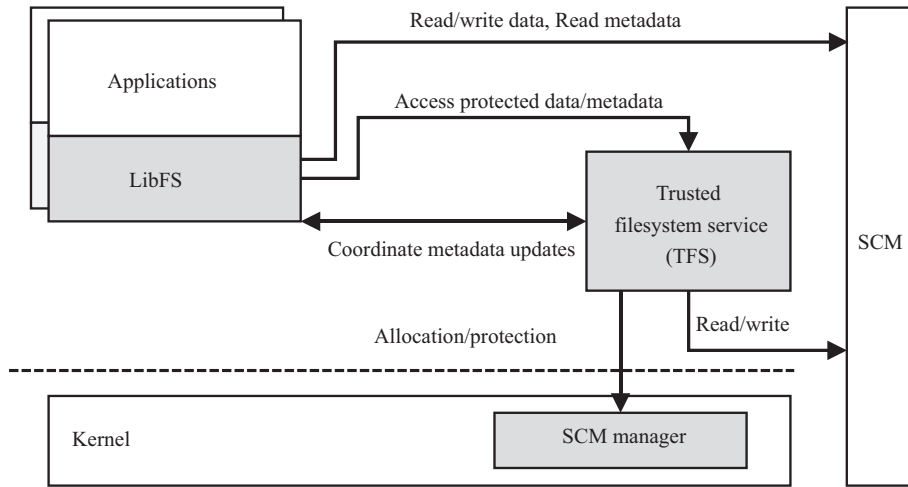 Read/write data, Read metadata
Applications
Access protected data/metadata
LibFS
Trusted
filesystem service
(TFS)
SCM
Coordinate metadata updates
Read/write
Allocation/protection
Kernel
SCM manager